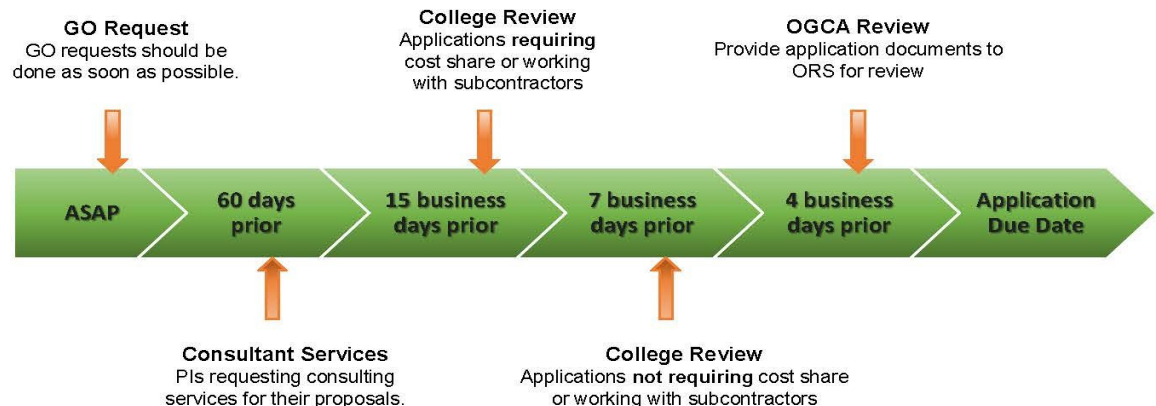 GO Request
GO requests should be
done as soon as possible.
College Review
Applications requiring
cost share or working
with subcontractors
OGCA Review
Provide application documents to
ORS for review
ASAP
60 days
prior
15 business
days prior
7 business
days prior
4 business
days prior
Application
Due Date
Consultant Services
PIs requesting consulting
services for their proposals.
College Review
Applications not requiring cost share
or working with subcontractors